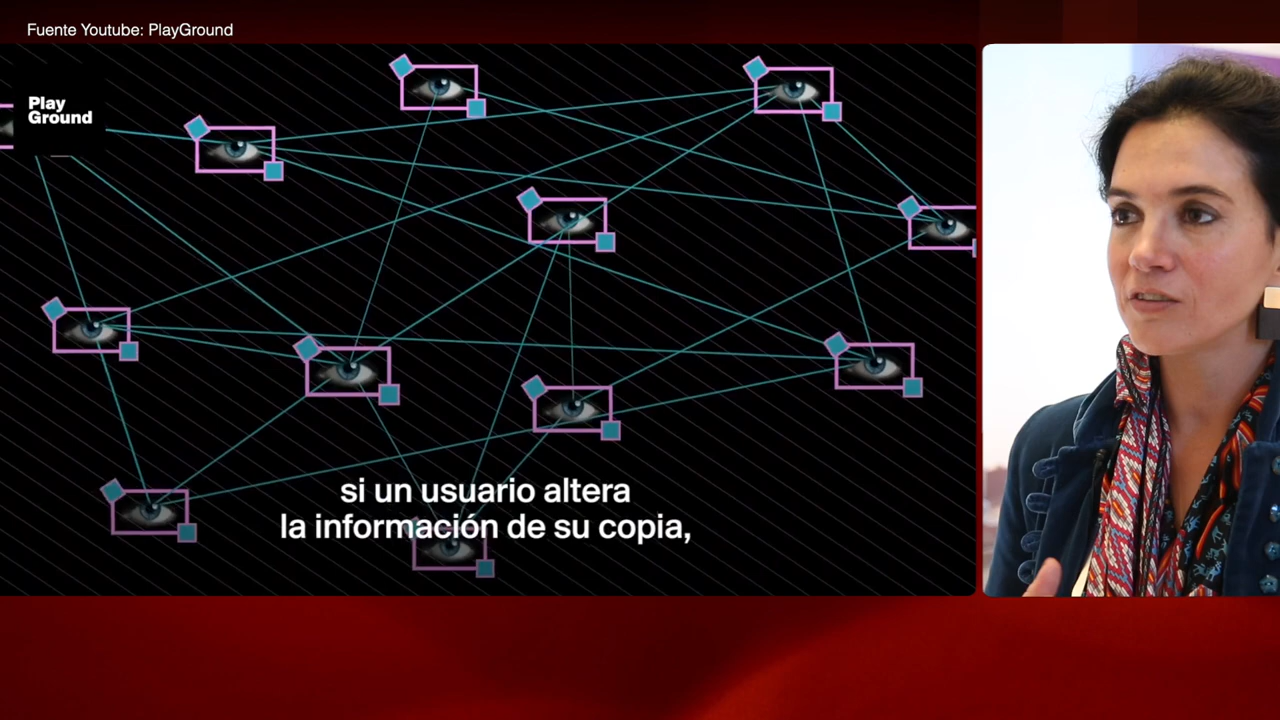 Fuente Youtube: PlayGround
Play
Ground
si un usuario altera
la información de su copia,